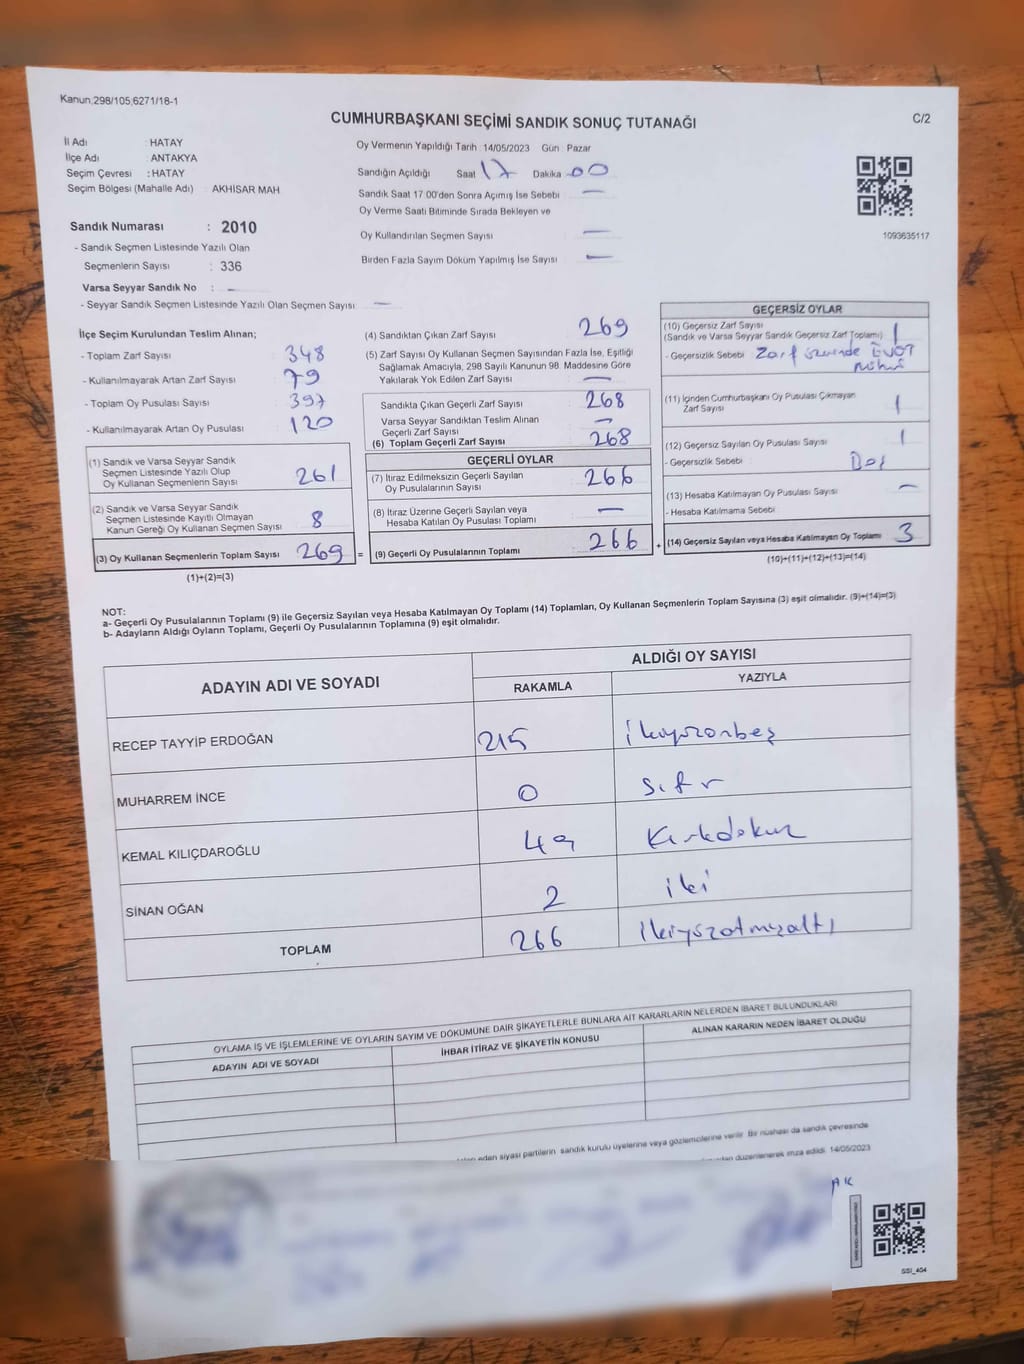 Kanun,298/105,6271/18-1
CUMHURBAŞKANI SEÇİMİ SANDIK SONUÇ TUTANAĞI
C/2
İl Adı : HATAY
İlçe Adı : ANTAKYA
Seçim Çevresi : HATAY
Seçim Bölgesi (Mahalle Adı) : AKHİSAR MAH
Oy Vermenin Yapıldığı Tarih 14/05/2023 Gün : Pazar
Sandığın Açıldığı Saat 17 Dakika 00
Sandık Saat 17 00'den Sonra Açımış İse Sebebi —
Oy Verme Saati Bitiminde Sırada Bekleyen ve
Oy Kullandırılan Seçmen Sayısı —
Birden Fazla Sayım Döküm Yapılmış İse Sayısı —
1093635117
Sandık Numarası : 2010
- Sandık Seçmen Listesinde Yazılı Olan
Seçmenlerin Sayısı : 336
Varsa Seyyar Sandık No : —
- Seyyar Sandık Seçmen Listesinde Yazılı Olan Seçmen Sayısı —
İlçe Seçim Kurulundan Teslim Alınan;
- Toplam Zarf Sayısı 348
- Kullanılmayarak Artan Zarf Sayısı 79
- Toplam Oy Pusulası Sayısı 397
- Kullanılmayarak Artan Oy Pusulası 120
(1) Sandık ve Varsa Seyyar Sandık
Seçmen Listesinde Yazılı Olup
Oy Kullanan Seçmenlerin Sayısı 261
(2) Sandık ve Varsa Seyyar Sandık
Seçmen Listesinde Kayıtlı Olmayan
Kanun Gereği Oy Kullanan Seçmen Sayısı 8
(3) Oy Kullanan Seçmenlerin Toplam Sayısı 269 =
(1)+(2)=(3)
(4) Sandıktan Çıkan Zarf Sayısı 269
(5) Zarf Sayısı Oy Kullanan Seçmen Sayısından Fazla İse, Eşitliği
Sağlamak Amacıyla, 298 Sayılı Kanunun 98. Maddesine Göre
Yakılarak Yok Edilen Zarf Sayısı —
Sandıkta Çıkan Geçerli Zarf Sayısı 268
Varsa Seyyar Sandıktan Teslim Alınan
Geçerli Zarf Sayısı —
(6) Toplam Geçerli Zarf Sayısı 268
GEÇERLİ OYLAR
(7) İtiraz Edilmeksizin Geçerli Sayılan
Oy Pusulalarının Sayısı 266
(8) İtiraz Üzerine Geçerli Sayılan veya
Hesaba Katılan Oy Pusulası Toplamı —
(9) Geçerli Oy Pusulalarının Toplamı 266 +
GEÇERSİZ OYLAR
(10) Geçersiz Zarf Sayısı
(Sandık ve Varsa Seyyar Sandık Geçersiz Zarf Toplamı) 1
- Geçersizlik Sebebi Zarf üzerinde EVET
mühürü
(11) İçinden Cumhurbaşkanı Oy Pusulası Çıkmayan
Zarf Sayısı 1
(12) Geçersiz Sayılan Oy Pusulası Sayısı 1
- Geçersizlik Sebebi Boş
(13) Hesaba Katılmayan Oy Pusulası Sayısı —
- Hesaba Katılmama Sebebi
(14) Geçersiz Sayılan veya Hesaba Katılmayan Oy Toplamı 3
(10)+(11)+(12)+(13)=(14)
NOT:
a- Geçerli Oy Pusulalarının Toplamı (9) ile Geçersiz Sayılan veya Hesaba Katılmayan Oy Toplamı (14) Toplamları, Oy Kullanan Seçmenlerin Toplam Sayısına (3) eşit olmalıdır. (9)+(14)=(3)
b- Adayların Aldığı Oyların Toplamı, Geçerli Oy Pusulalarının Toplamına (9) eşit olmalıdır.
ADAYIN ADI VE SOYADI
ALDIĞI OY SAYISI
RAKAMLA YAZIYLA
RECEP TAYYİP ERDOĞAN 215 ikiyüzonbeş
MUHARREM İNCE 0 sıfır
KEMAL KILIÇDAROĞLU 49 Kırkdokuz
SİNAN OĞAN 2 iki
TOPLAM 266 ikiyüzatmışaltı
OYLAMA İŞ VE İŞLEMLERİNE VE OYLARIN SAYIM VE DÖKÜMÜNE DAİR ŞİKAYETLERLE BUNLARA AİT KARARLARIN NELERDEN İBARET BULUNDUKLARI
ADAYIN ADI VE SOYADI
İHBAR İTİRAZ VE ŞİKAYETİN KONUSU
ALINAN KARARIN NEDEN İBARET OLDUĞU
eden siyasi partilerin sandık kurulu üyelerine veya gözlemcilerine verilir. Bir nüshası da sandık çevresinde
düzenlenerek imza edildi. 14/05/2023
AK
SSI_404